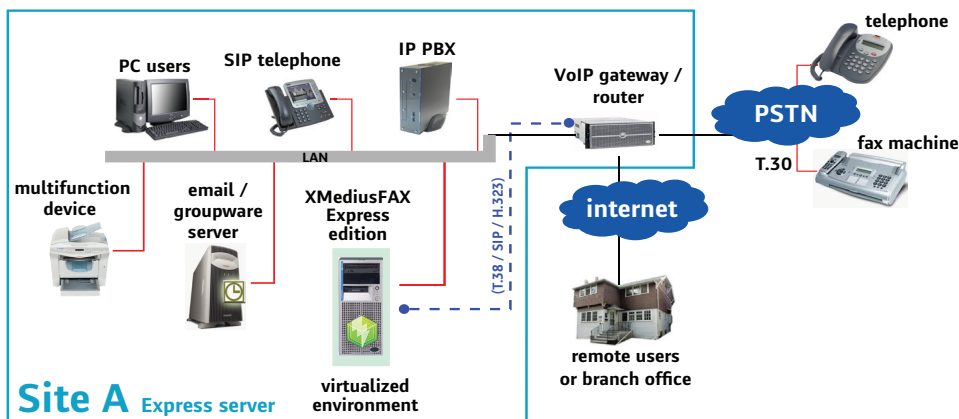 telephone
PC users
SIP telephone
IP PBX
VoIP gateway /
router
PSTN
LAN
T.30
fax machine
multifunction
device
email /
groupware
server
XMediusFAX
Express
edition
(T.38 / SIP / H.323)
internet
remote users
or branch office
virtualized
environment
Site A Express server